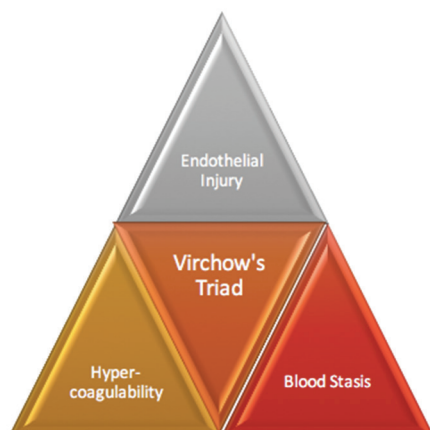 Endothelial
Injury
Virchow's
Triad
Hyper-
coagulability
Blood Stasis